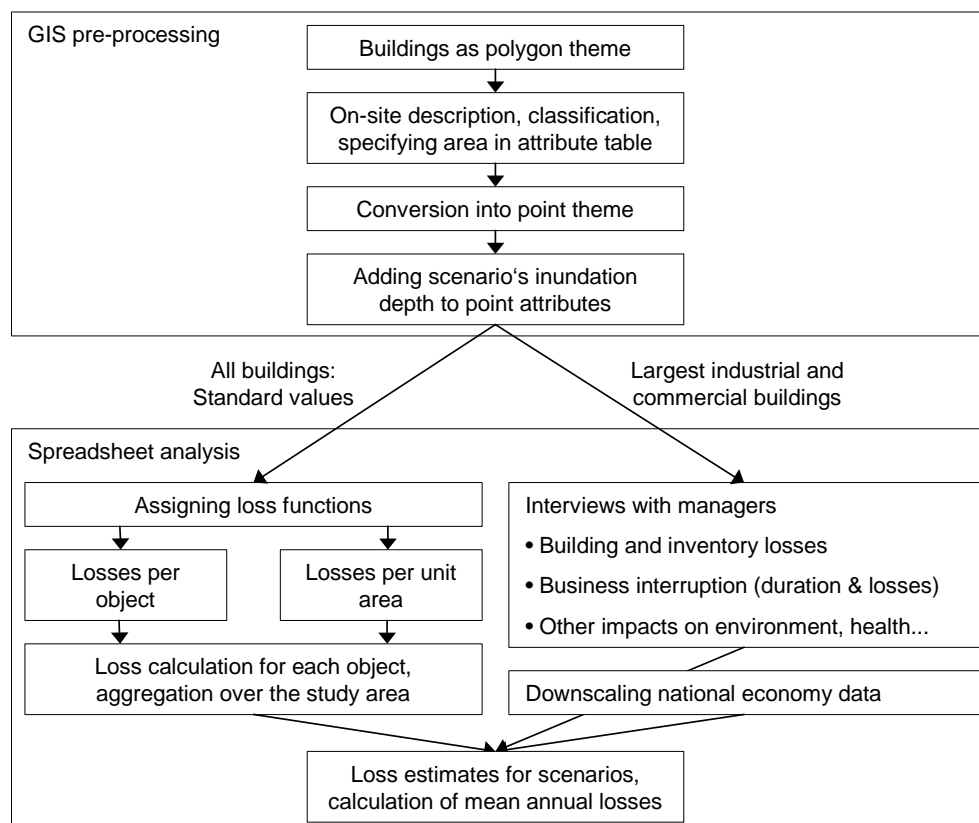 GIS pre-processing
Buildings as polygon theme
On-site description, classification,
specifying area in attribute table
Conversion into point theme
Adding scenario‘s inundation
depth to point attributes
All buildings:
Standard values
Largest industrial and
commercial buildings
Spreadsheet analysis
Assigning loss functions
Losses per
object
Losses per unit
area
Loss calculation for each object,
aggregation over the study area
Interviews with managers
• Building and inventory losses
• Business interruption (duration & losses)
• Other impacts on environment, health...
Downscaling national economy data
Loss estimates for scenarios,
calculation of mean annual losses